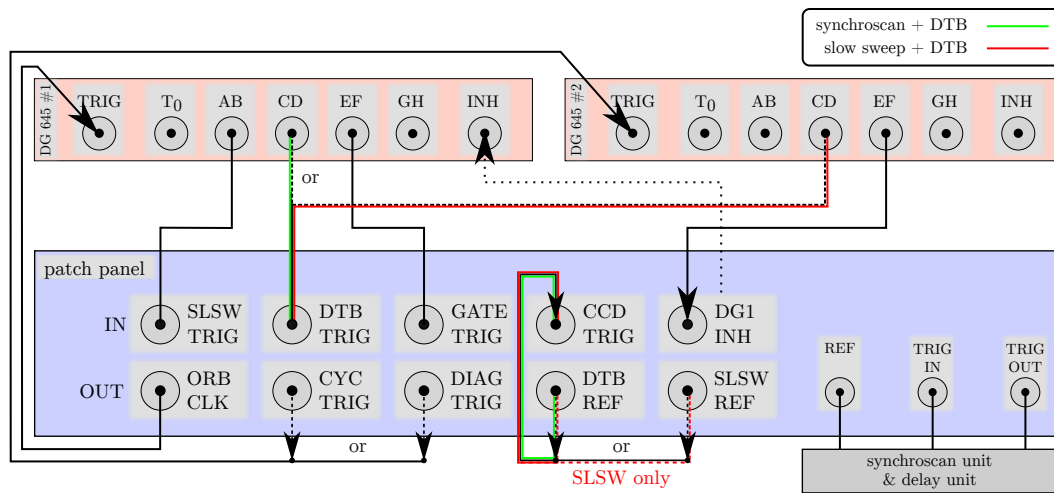 synchroscan + DTB
slow sweep + DTB
DG 645 #1
TRIG
T0
AB
CD
EF
GH
INH
DG 645 #2
TRIG
T0
AB
CD
EF
GH
INH
or
patch panel
IN
SLSW
TRIG
DTB
TRIG
GATE
TRIG
CCD
TRIG
DG1
INH
REF
TRIG
IN
TRIG
OUT
OUT
ORB
CLK
CYC
TRIG
DIAG
TRIG
DTB
REF
SLSW
REF
or
or
SLSW only
synchroscan unit
& delay unit